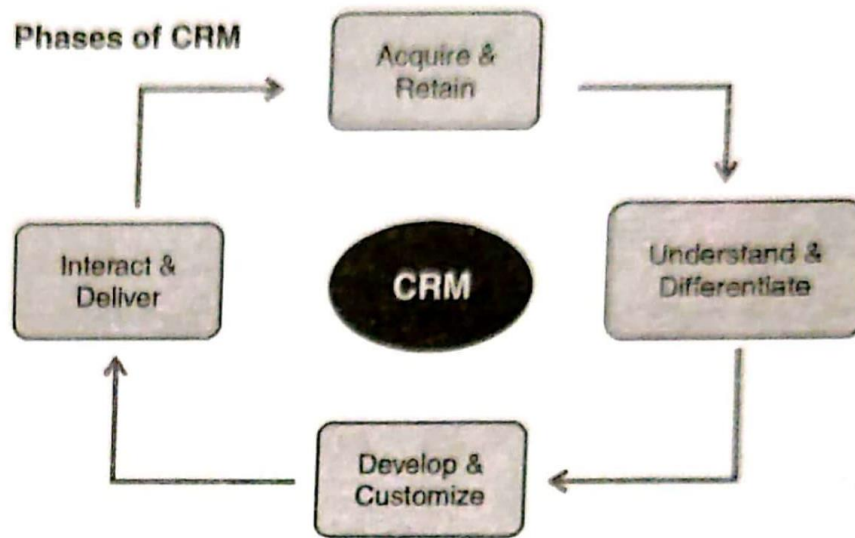 Phases of CRM
Acquire &
Retain
Understand &
Differentiate
Develop &
Customize
Interact &
Deliver
CRM